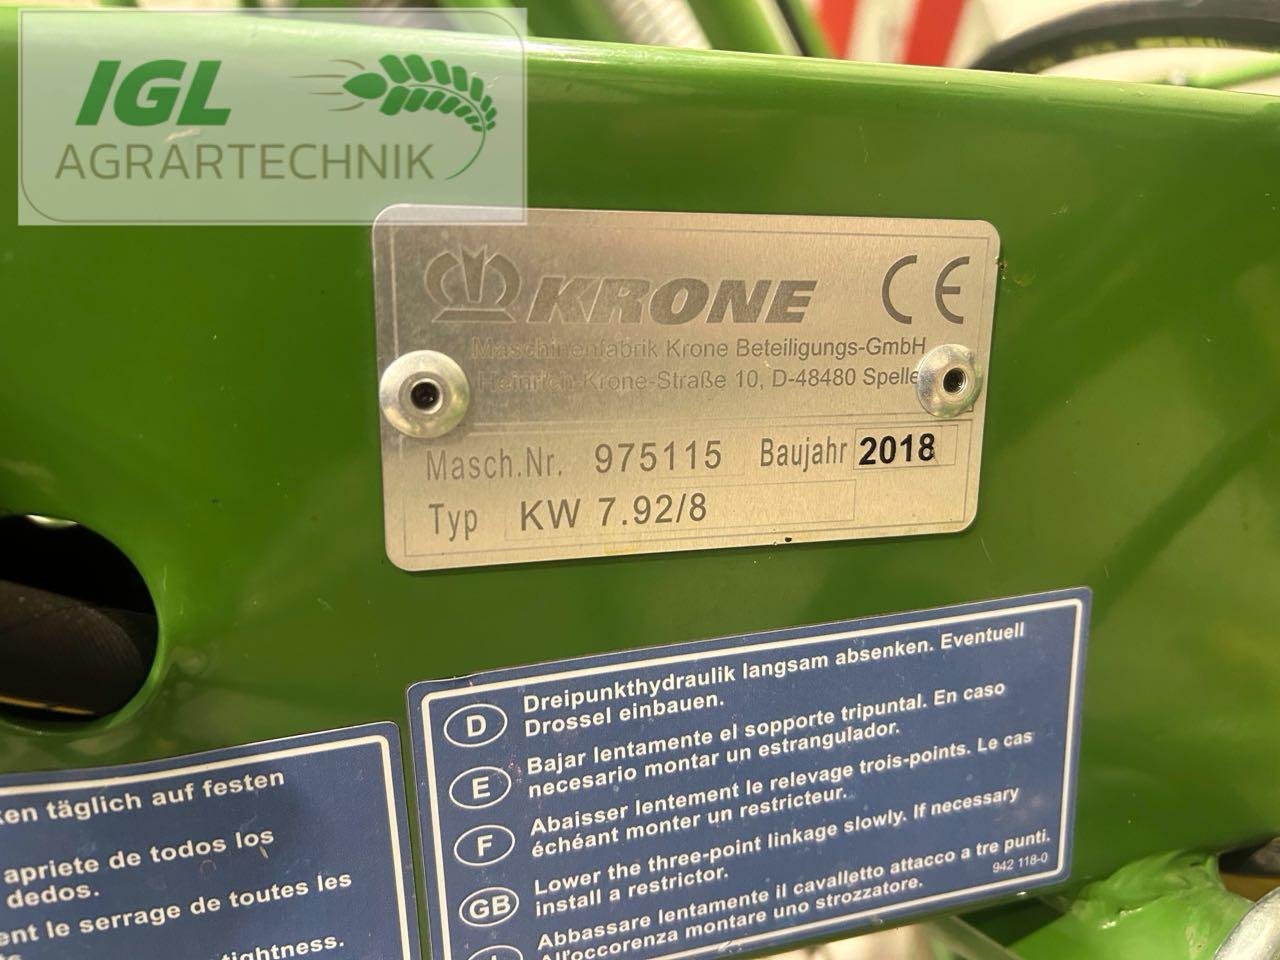 IGL
AGRARTECHNIK
KRONE
CE
Maschinenfabrik Krone Beteiligungs-GmbH
Heinrich-Krone-Straße 10, D-48480 Spelle
Masch.Nr. 975115 Baujahr 2018
Typ KW 7.92/8
D Dreipunkthydraulik langsam absenken. Eventuell
Drossel einbauen.
E Bajar lentamente el sopporte tripuntal. En caso
necesario montar un estrangulador.
F Abaisser lentement le relevage trois-points. Le cas
échéant monter un restricteur.
GB Lower the three-point linkage slowly. If necessary
install a restrictor.
I Abbassare lentamente il cavalletto attacco a tre punti.
All'occorenza montare uno strozzatore.
942 118-0
täglich auf festen
apriete de todos los
dedos.
le serrage de toutes les
tightness.